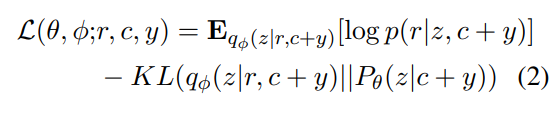 ℒ(θ, ϕ;r, c, y) = E_{q_ϕ(z|r,c+y)}[log p(r|z, c + y)]
− KL(q_ϕ(z|r, c + y)||P_θ(z|c + y)) (2)